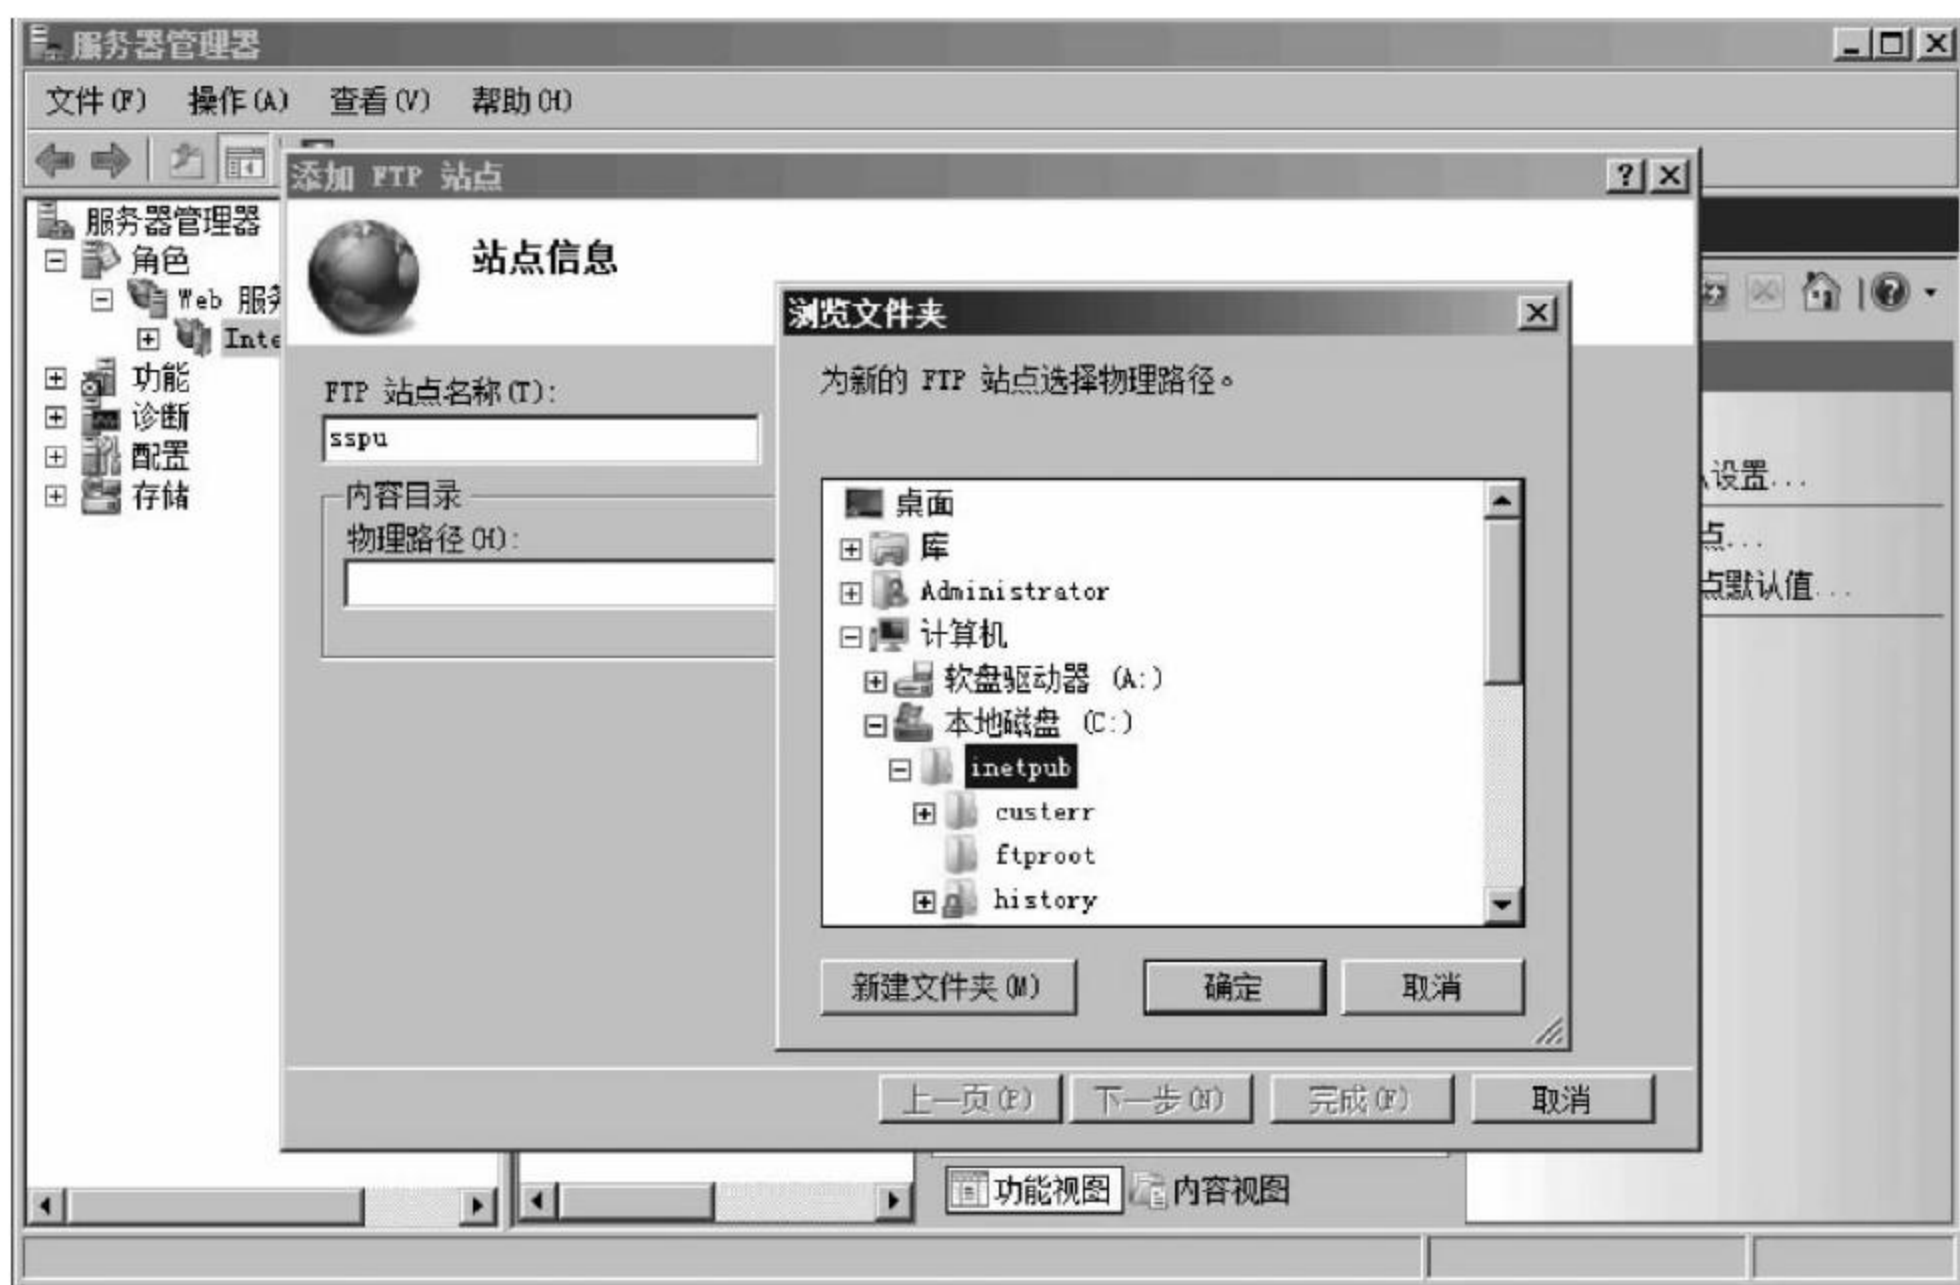 服务器管理器
文件(F) 操作(A) 查看(V) 帮助(H)
添加 FTP 站点
服务器管理器
角色
Web 服务
Inte
功能
诊断
配置
存储
站点信息
FTP 站点名称(T):
sspu
内容目录
物理路径(H):
浏览文件夹
为新的 FTP 站点选择物理路径。
桌面
库
Administrator
计算机
软盘驱动器 (A:)
本地磁盘 (C:)
inetpub
custerr
ftproot
history
新建文件夹(M) 确定 取消
设置...
点...
点默认值...
上一页(P) 下一步(N) 完成(F) 取消
功能视图 内容视图